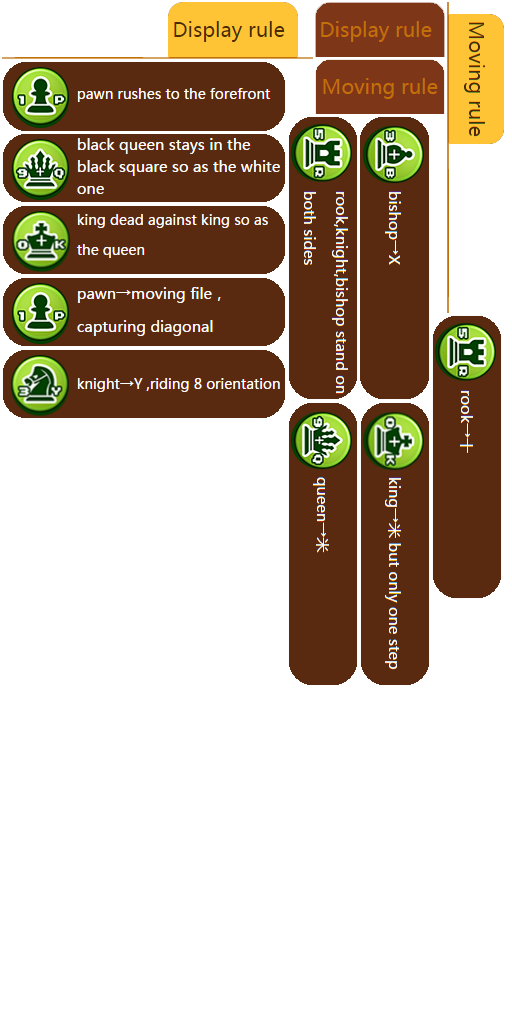 Display rule
Display rule
Moving rule
Moving rule
1 P
pawn rushes to the forefront
9 Q
black queen stays in the
black square so as the white
one
0 K
king dead against king so as
the queen
1 P
pawn→moving file ,
capturing diagonal
3 Y
knight→Y ,riding 8 orientation
5 R
rook,knight,bishop stand on
both sides
3 B
bishop→X
5 R
rook→十
9 Q
queen→米
0 K
king→米 but only one step